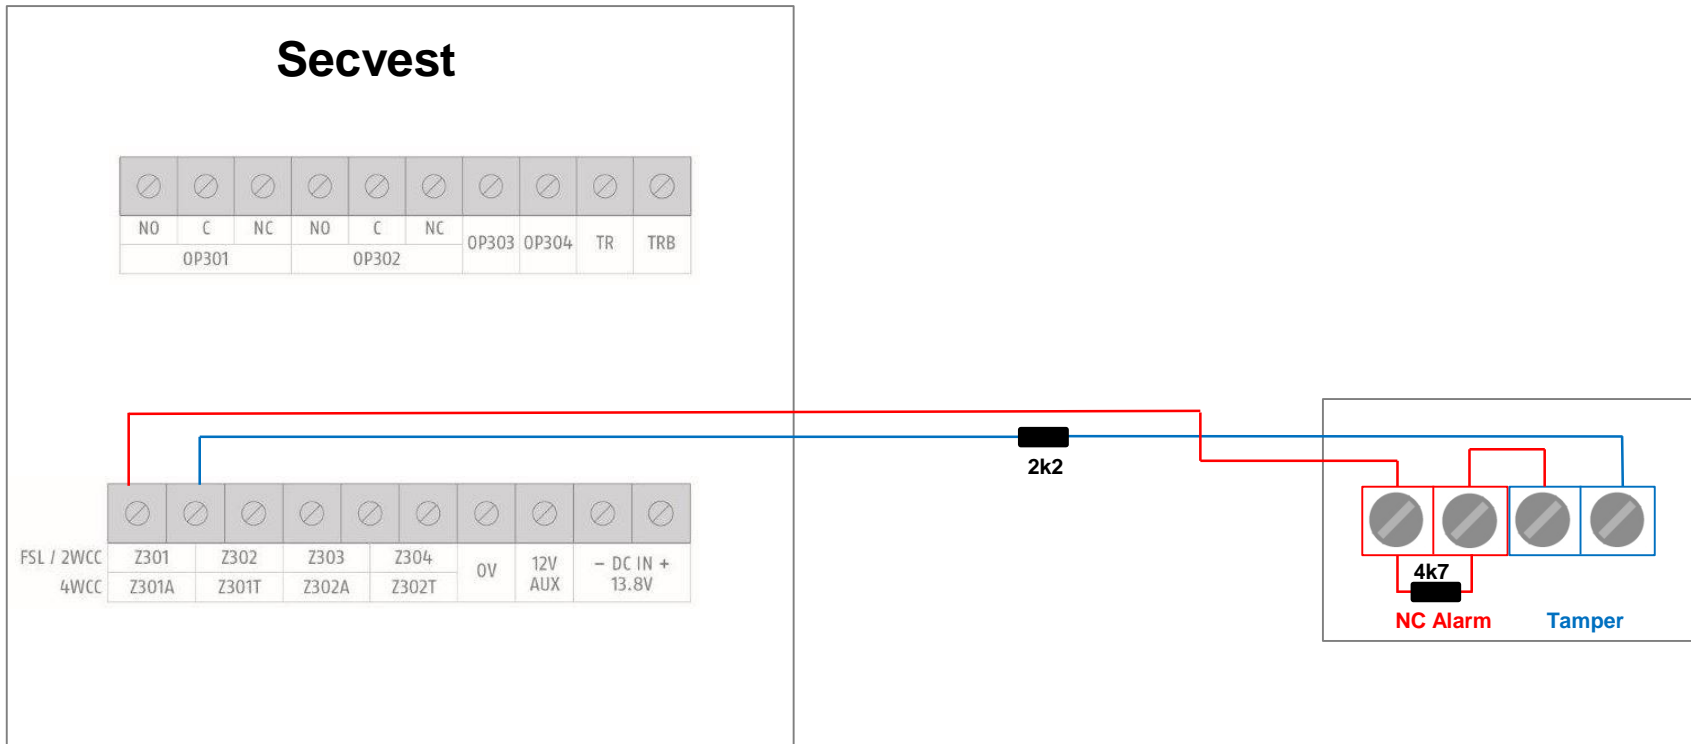 Secvest
NO C NC NO C NC OP303 OP304 TR TRB
OP301 OP302
2k2
FSL / 2WCC Z301 Z302 Z303 Z304 0V 12V AUX – DC IN + 13.8V
4WCC Z301A Z301T Z302A Z302T
4k7
NC Alarm Tamper